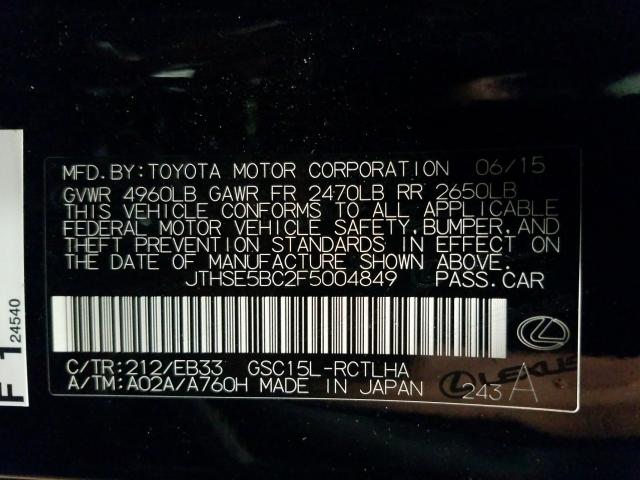 MFD. BY: TOYOTA MOTOR CORPORATION 06/15
GVWR 4960LB GAWR FR 2470LB RR 2650LB
THIS VEHICLE CONFORMS TO ALL APPLICABLE
FEDERAL MOTOR VEHICLE SAFETY, BUMPER, AND
THEFT PREVENTION STANDARDS IN EFFECT ON
THE DATE OF MANUFACTURE SHOWN ABOVE.
JTHSE5BC2F5004849 PASS. CAR
C/TR: 212/EB33 GSC15L-RCTLHA
A/TM: A02A/A760H MADE IN JAPAN 243 A
LEXUS
F 1 24540